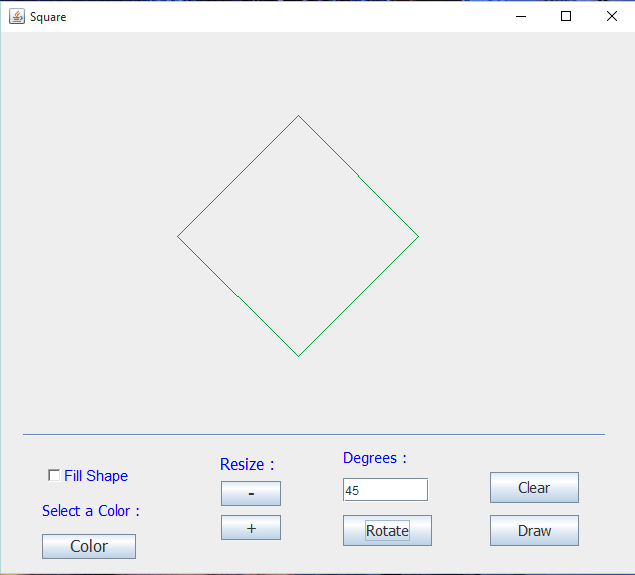 Square
Fill Shape
Select a Color :
Color
Resize :
-
+
Degrees :
45
Rotate
Clear
Draw